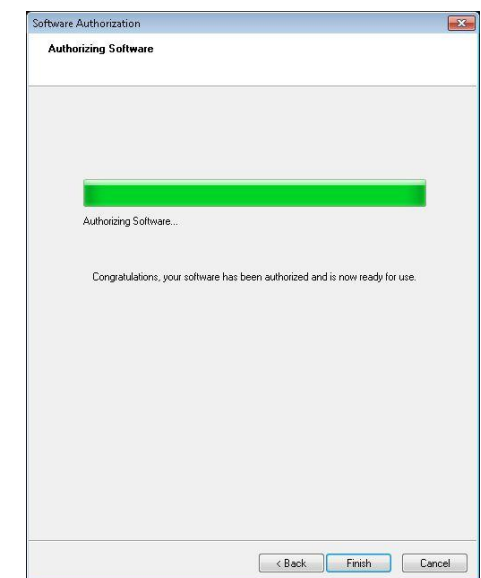 Software Authorization
Authorizing Software
Authorizing Software...
Congratulations, your software has been authorized and is now ready for use.
< Back Finish Cancel